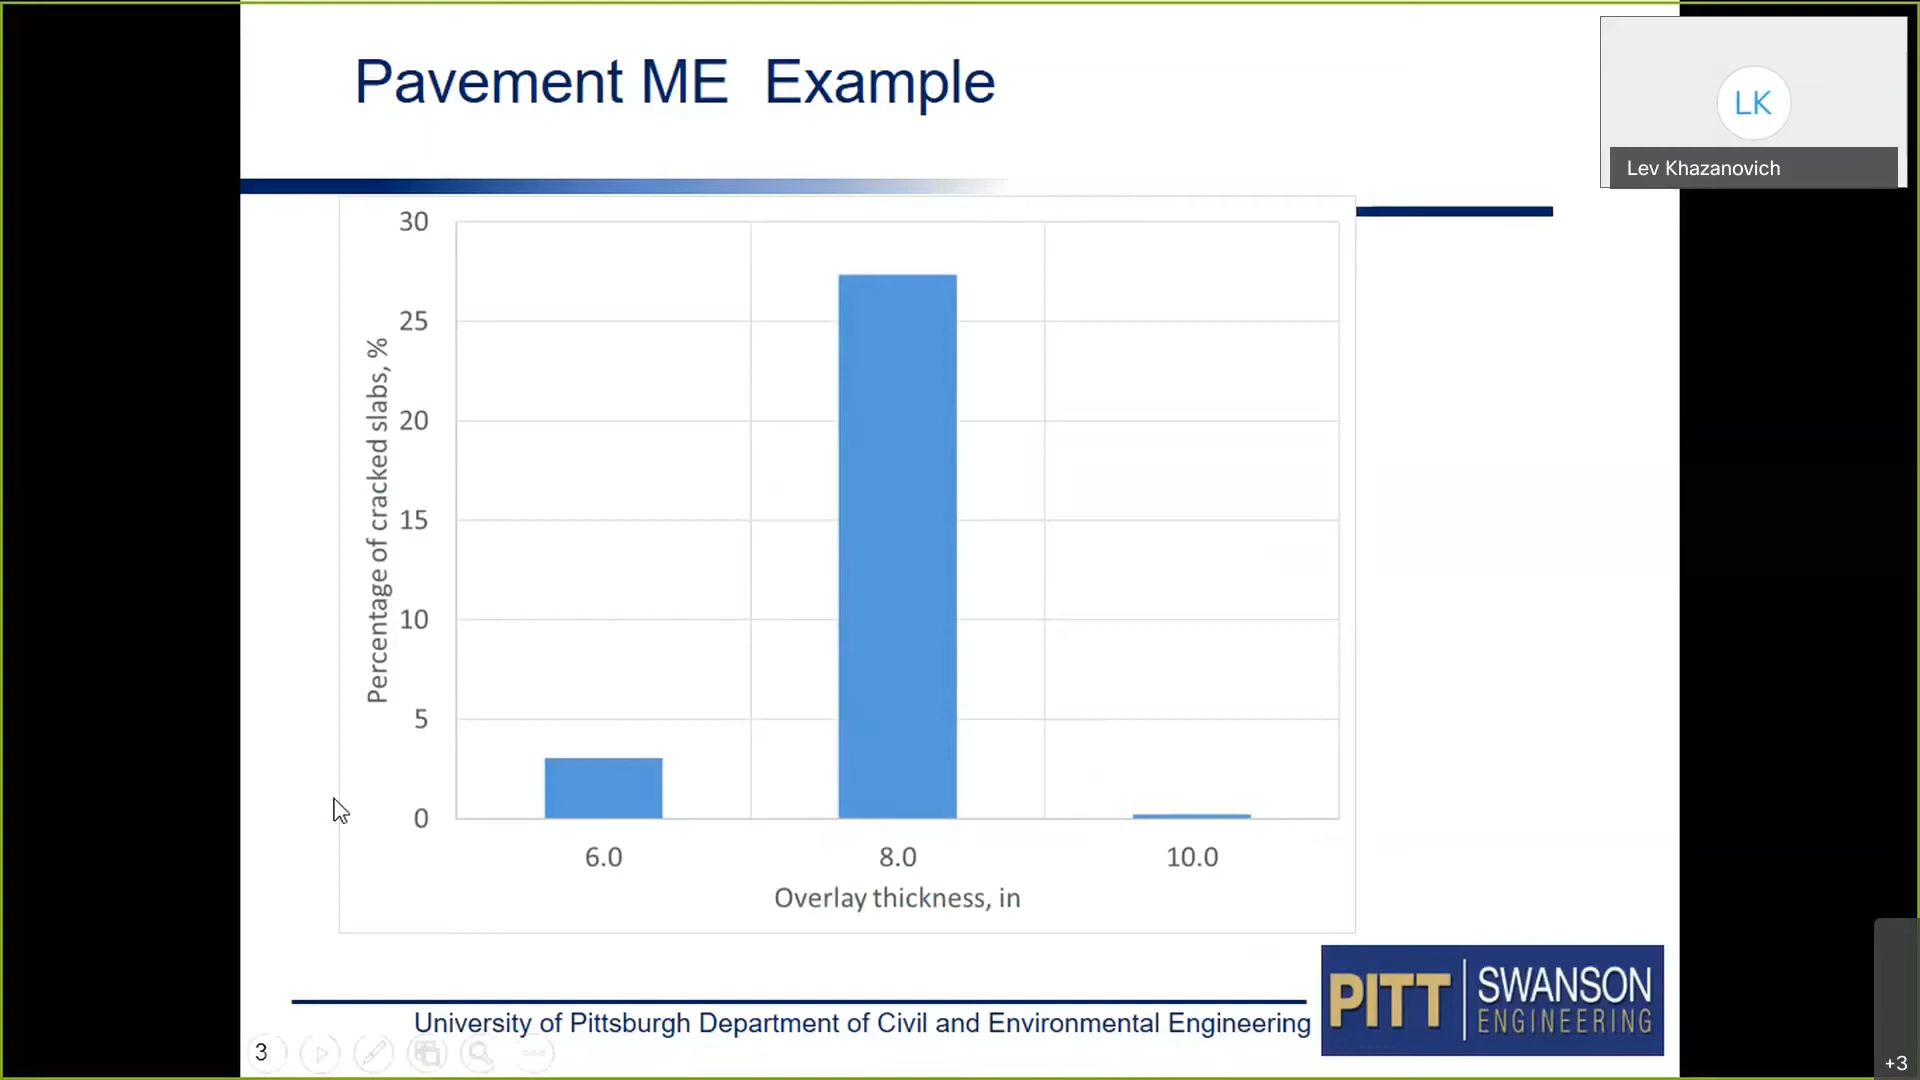 Pavement ME Example
LK
Lev Khazanovich
30
25
20
15
10
5
0
Percentage of cracked slabs, %
6.0
8.0
10.0
Overlay thickness, in
PITT
SWANSON
ENGINEERING
University of Pittsburgh Department of Civil and Environmental Engineering
3
+3